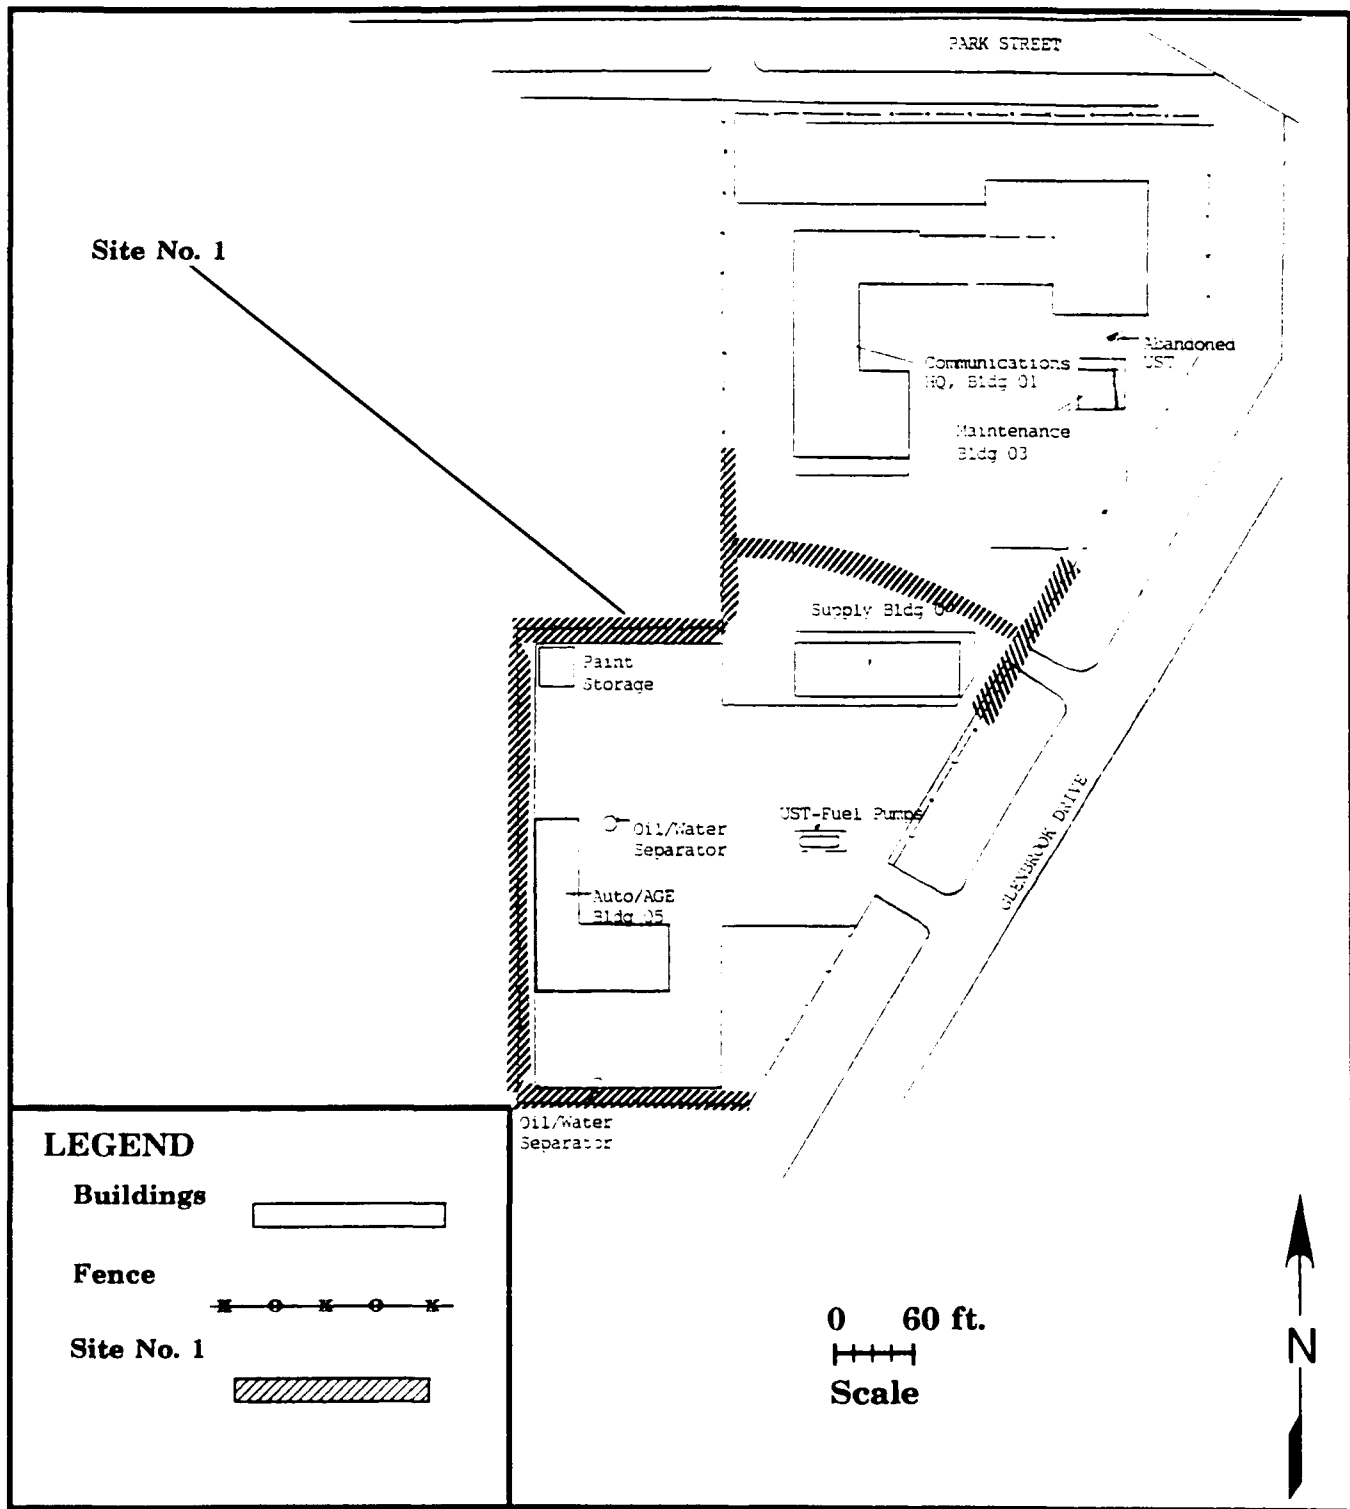 PARK STREET
Site No. 1
Abandoned
UST
Communications
HQ, Bldg 01
Maintenance
Bldg 03
Supply Bldg
Paint
Storage
UST-Fuel Pumps
Oil/Water
Separator
GLENBROOK DRIVE
Auto/AGE
Bldg 05
Oil/Water
Separator
LEGEND
Buildings
Fence
Site No. 1
0 60 ft.
Scale
N